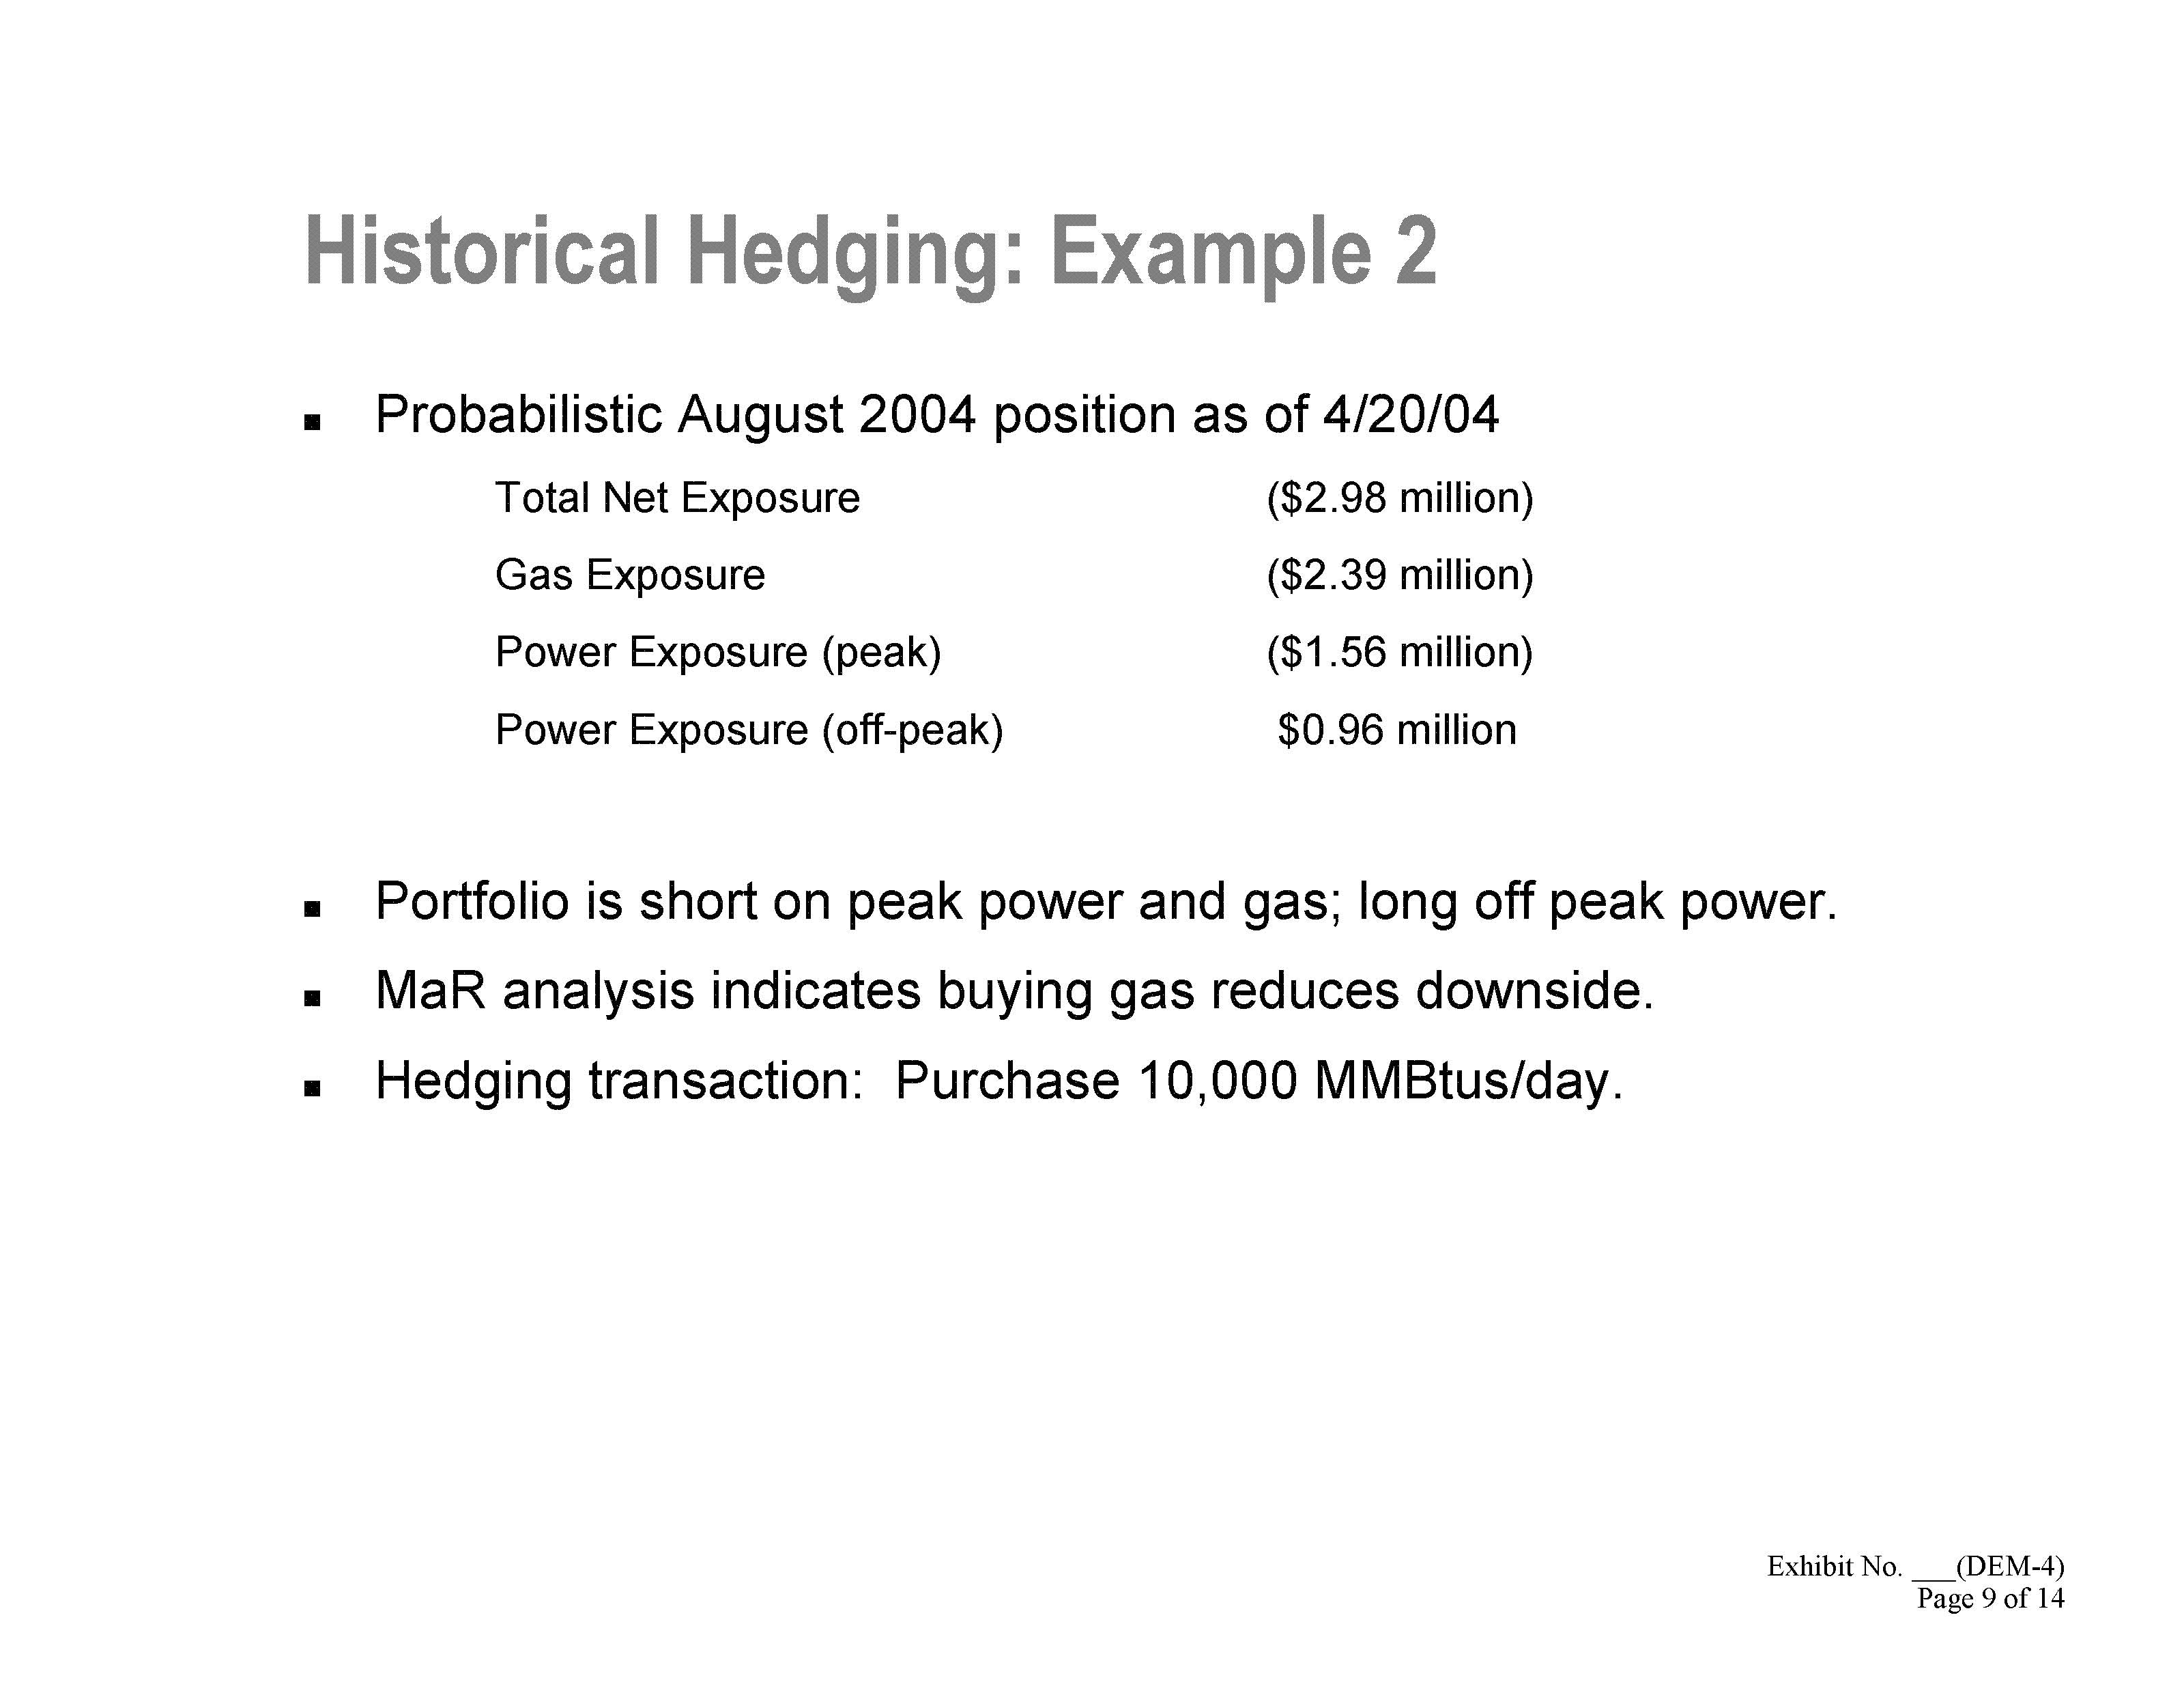 Historical Hedging: Example 2
▪ Probabilistic August 2004 position as of 4/20/04
Total Net Exposure ($2.98 million)
Gas Exposure ($2.39 million)
Power Exposure (peak) ($1.56 million)
Power Exposure (off-peak) $0.96 million
▪ Portfolio is short on peak power and gas; long off peak power.
▪ MaR analysis indicates buying gas reduces downside.
▪ Hedging transaction: Purchase 10,000 MMBtus/day.
Exhibit No. ___(DEM-4)
Page 9 of 14